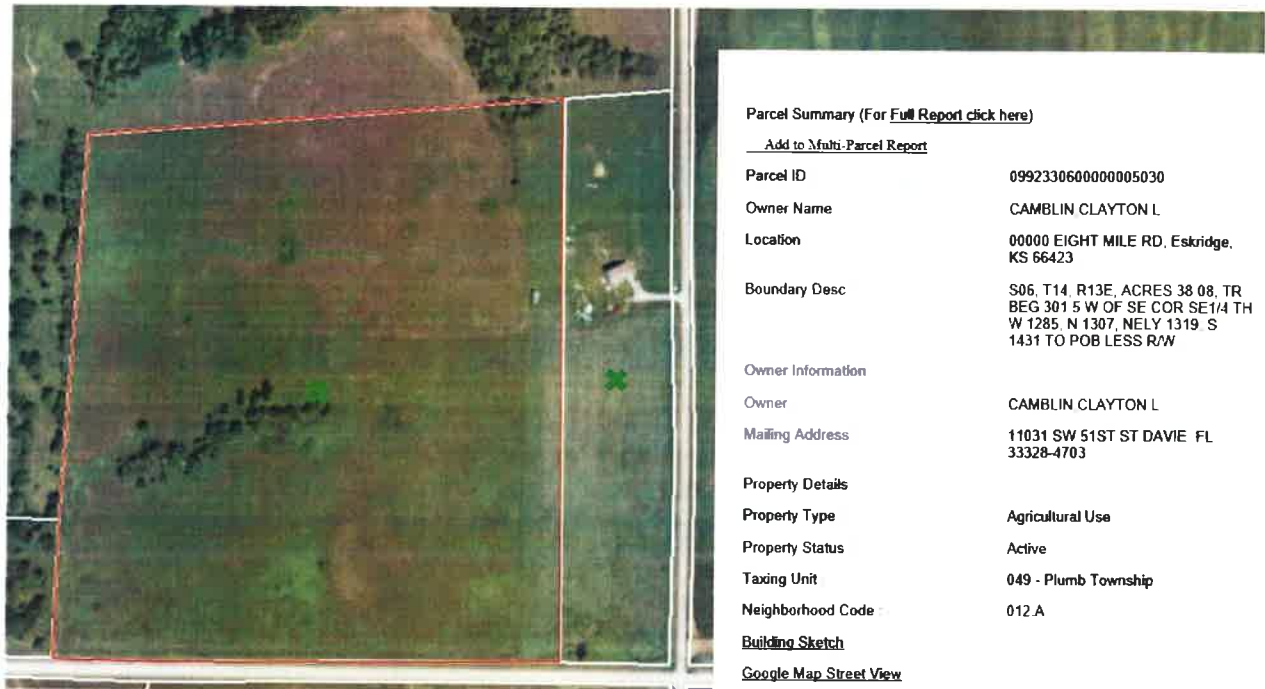 Parcel Summary (For Full Report click here)
Add to Multi-Parcel Report
Parcel ID 0992330600000005030
Owner Name CAMBLIN CLAYTON L
Location 00000 EIGHT MILE RD, Eskridge,
KS 66423
Boundary Desc S06, T14, R13E, ACRES 38 08, TR
BEG 301 5 W OF SE COR SE1/4 TH
W 1285, N 1307, NELY 1319 S
1431 TO POB LESS R/W
Owner Information
Owner CAMBLIN CLAYTON L
Mailing Address 11031 SW 51ST ST DAVIE FL
33328-4703
Property Details
Property Type Agricultural Use
Property Status Active
Taxing Unit 049 - Plumb Township
Neighborhood Code 012.A
Building Sketch
Google Map Street View